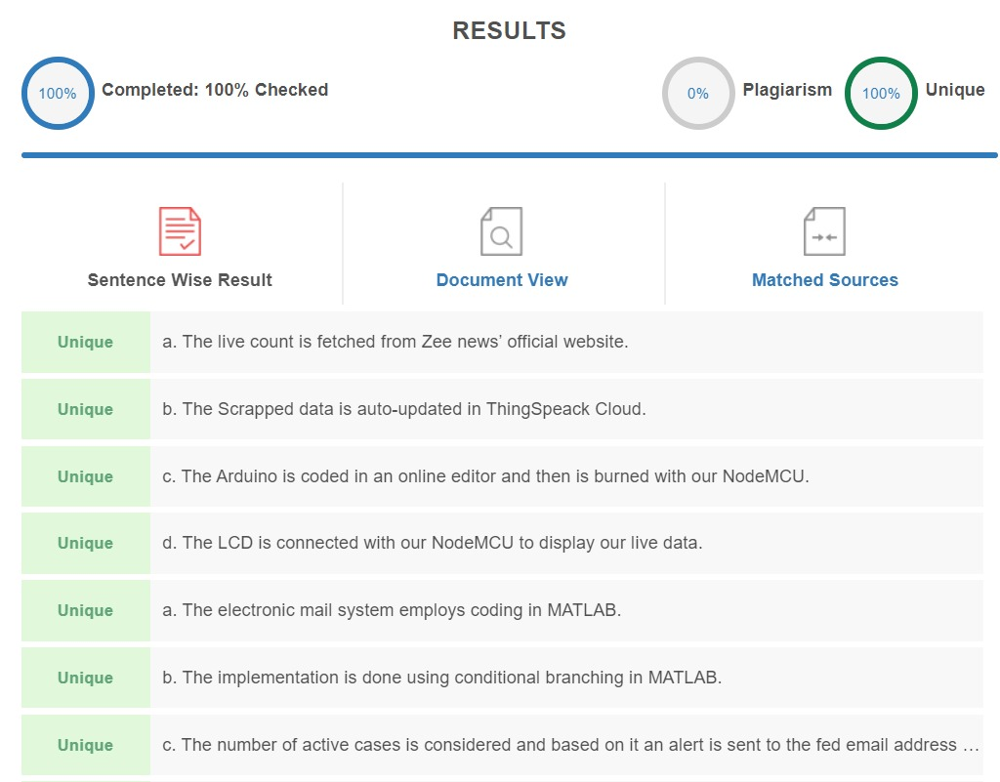 RESULTS
100% Completed: 100% Checked 0% Plagiarism 100% Unique
Sentence Wise Result Document View Matched Sources
Unique a. The live count is fetched from Zee news’ official website.
Unique b. The Scrapped data is auto-updated in ThingSpeack Cloud.
Unique c. The Arduino is coded in an online editor and then is burned with our NodeMCU.
Unique d. The LCD is connected with our NodeMCU to display our live data.
Unique a. The electronic mail system employs coding in MATLAB.
Unique b. The implementation is done using conditional branching in MATLAB.
Unique c. The number of active cases is considered and based on it an alert is sent to the fed email address …